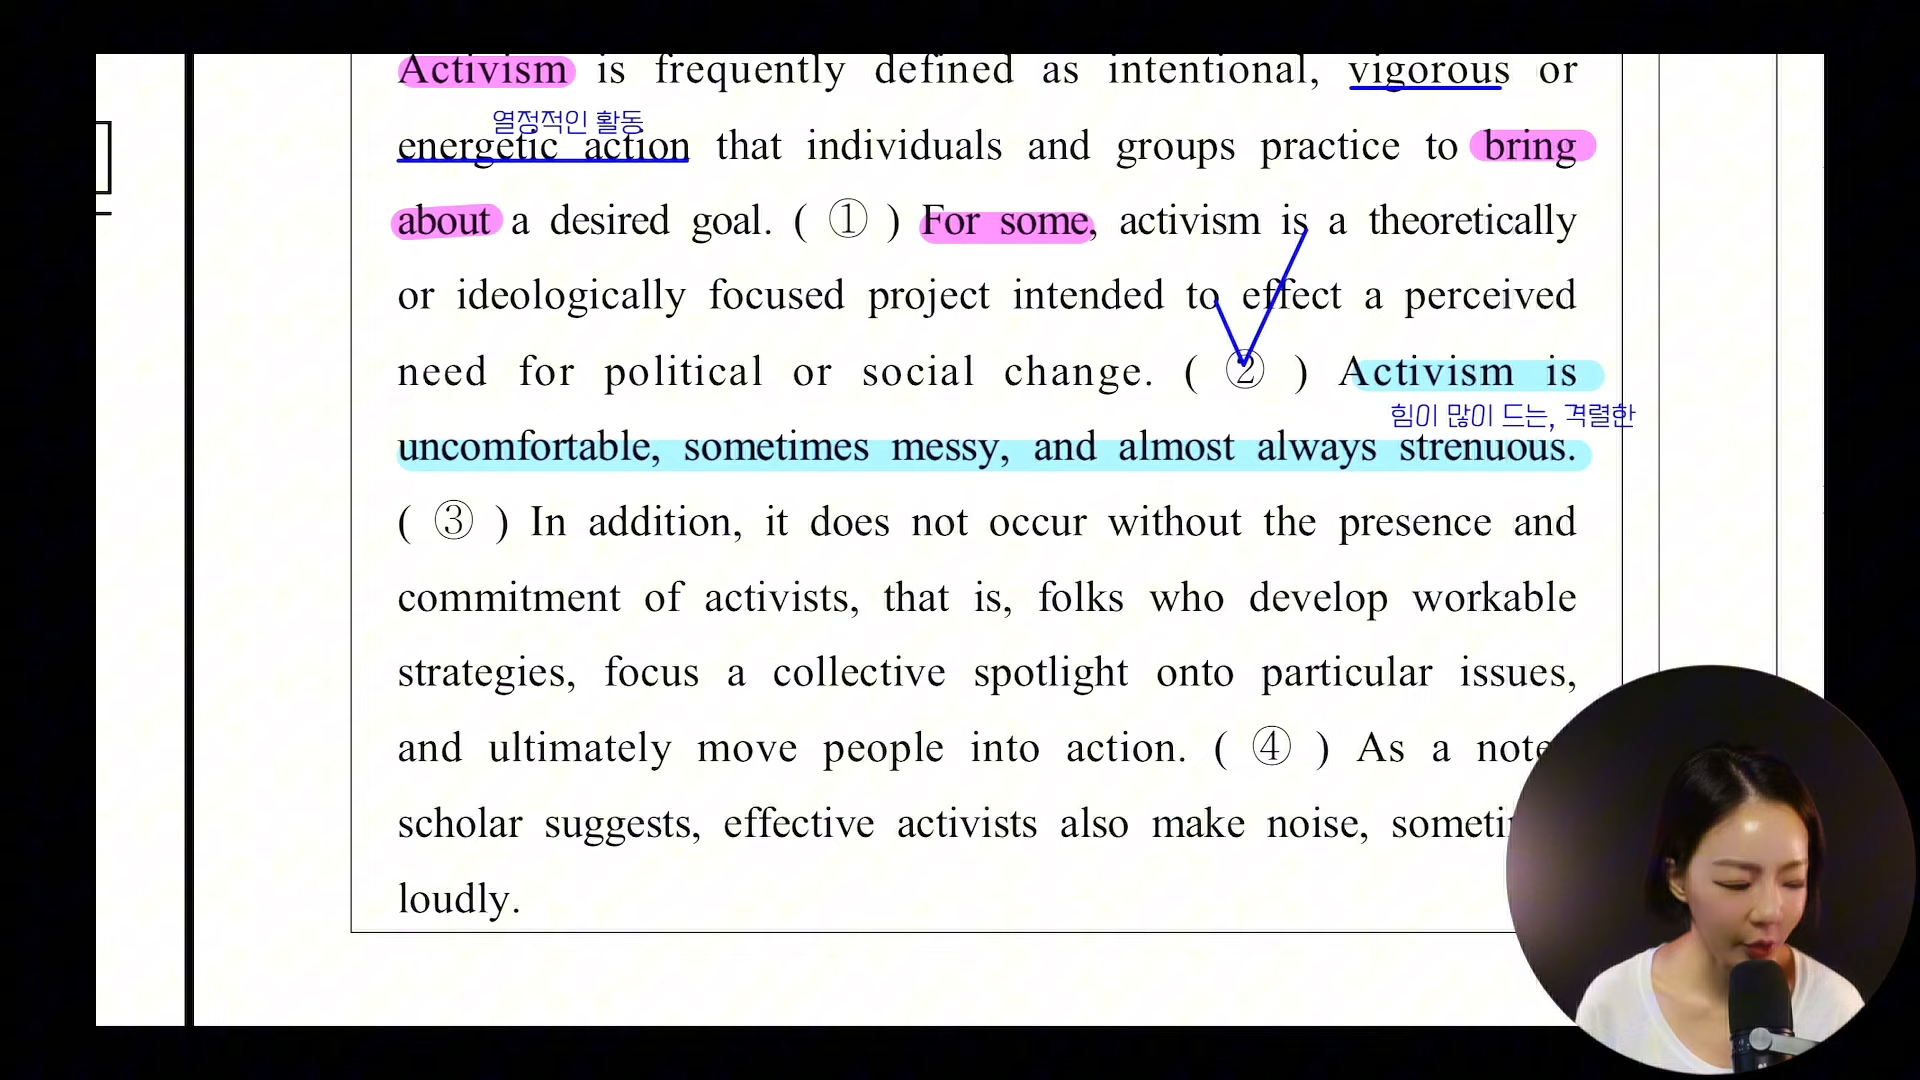 Activism is frequently defined as intentional, vigorous or
열정적인 활동
energetic action that individuals and groups practice to bring
about a desired goal. ( ① ) For some, activism is a theoretically
or ideologically focused project intended to effect a perceived
need for political or social change. ( ② ) Activism is
힘이 많이 드는, 격렬한
uncomfortable, sometimes messy, and almost always strenuous.
( ③ ) In addition, it does not occur without the presence and
commitment of activists, that is, folks who develop workable
strategies, focus a collective spotlight onto particular issues,
and ultimately move people into action. ( ④ ) As a note
scholar suggests, effective activists also make noise, someti
loudly.